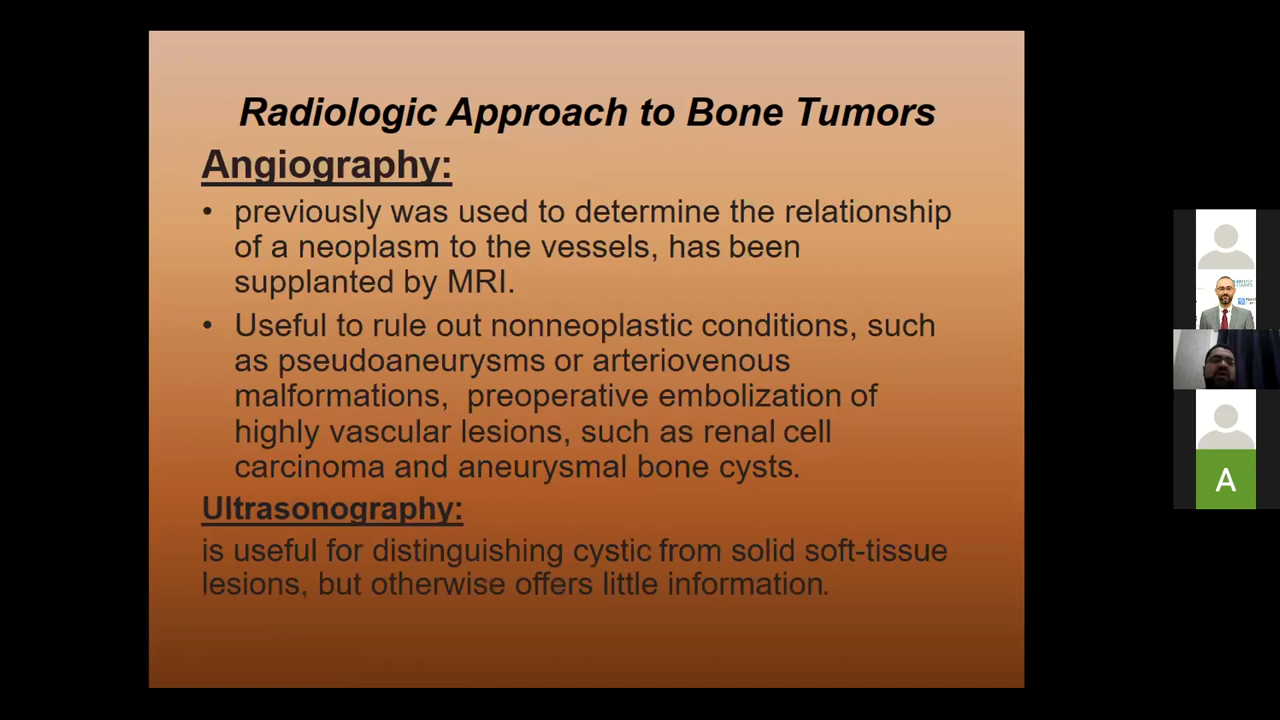 Radiologic Approach to Bone Tumors
Angiography:
• previously was used to determine the relationship
of a neoplasm to the vessels, has been
supplanted by MRI.
• Useful to rule out nonneoplastic conditions, such
as pseudoaneurysms or arteriovenous
malformations,  preoperative embolization of
highly vascular lesions, such as renal cell
carcinoma and aneurysmal bone cysts.
Ultrasonography:
is useful for distinguishing cystic from solid soft-tissue
lesions, but otherwise offers little information.
A